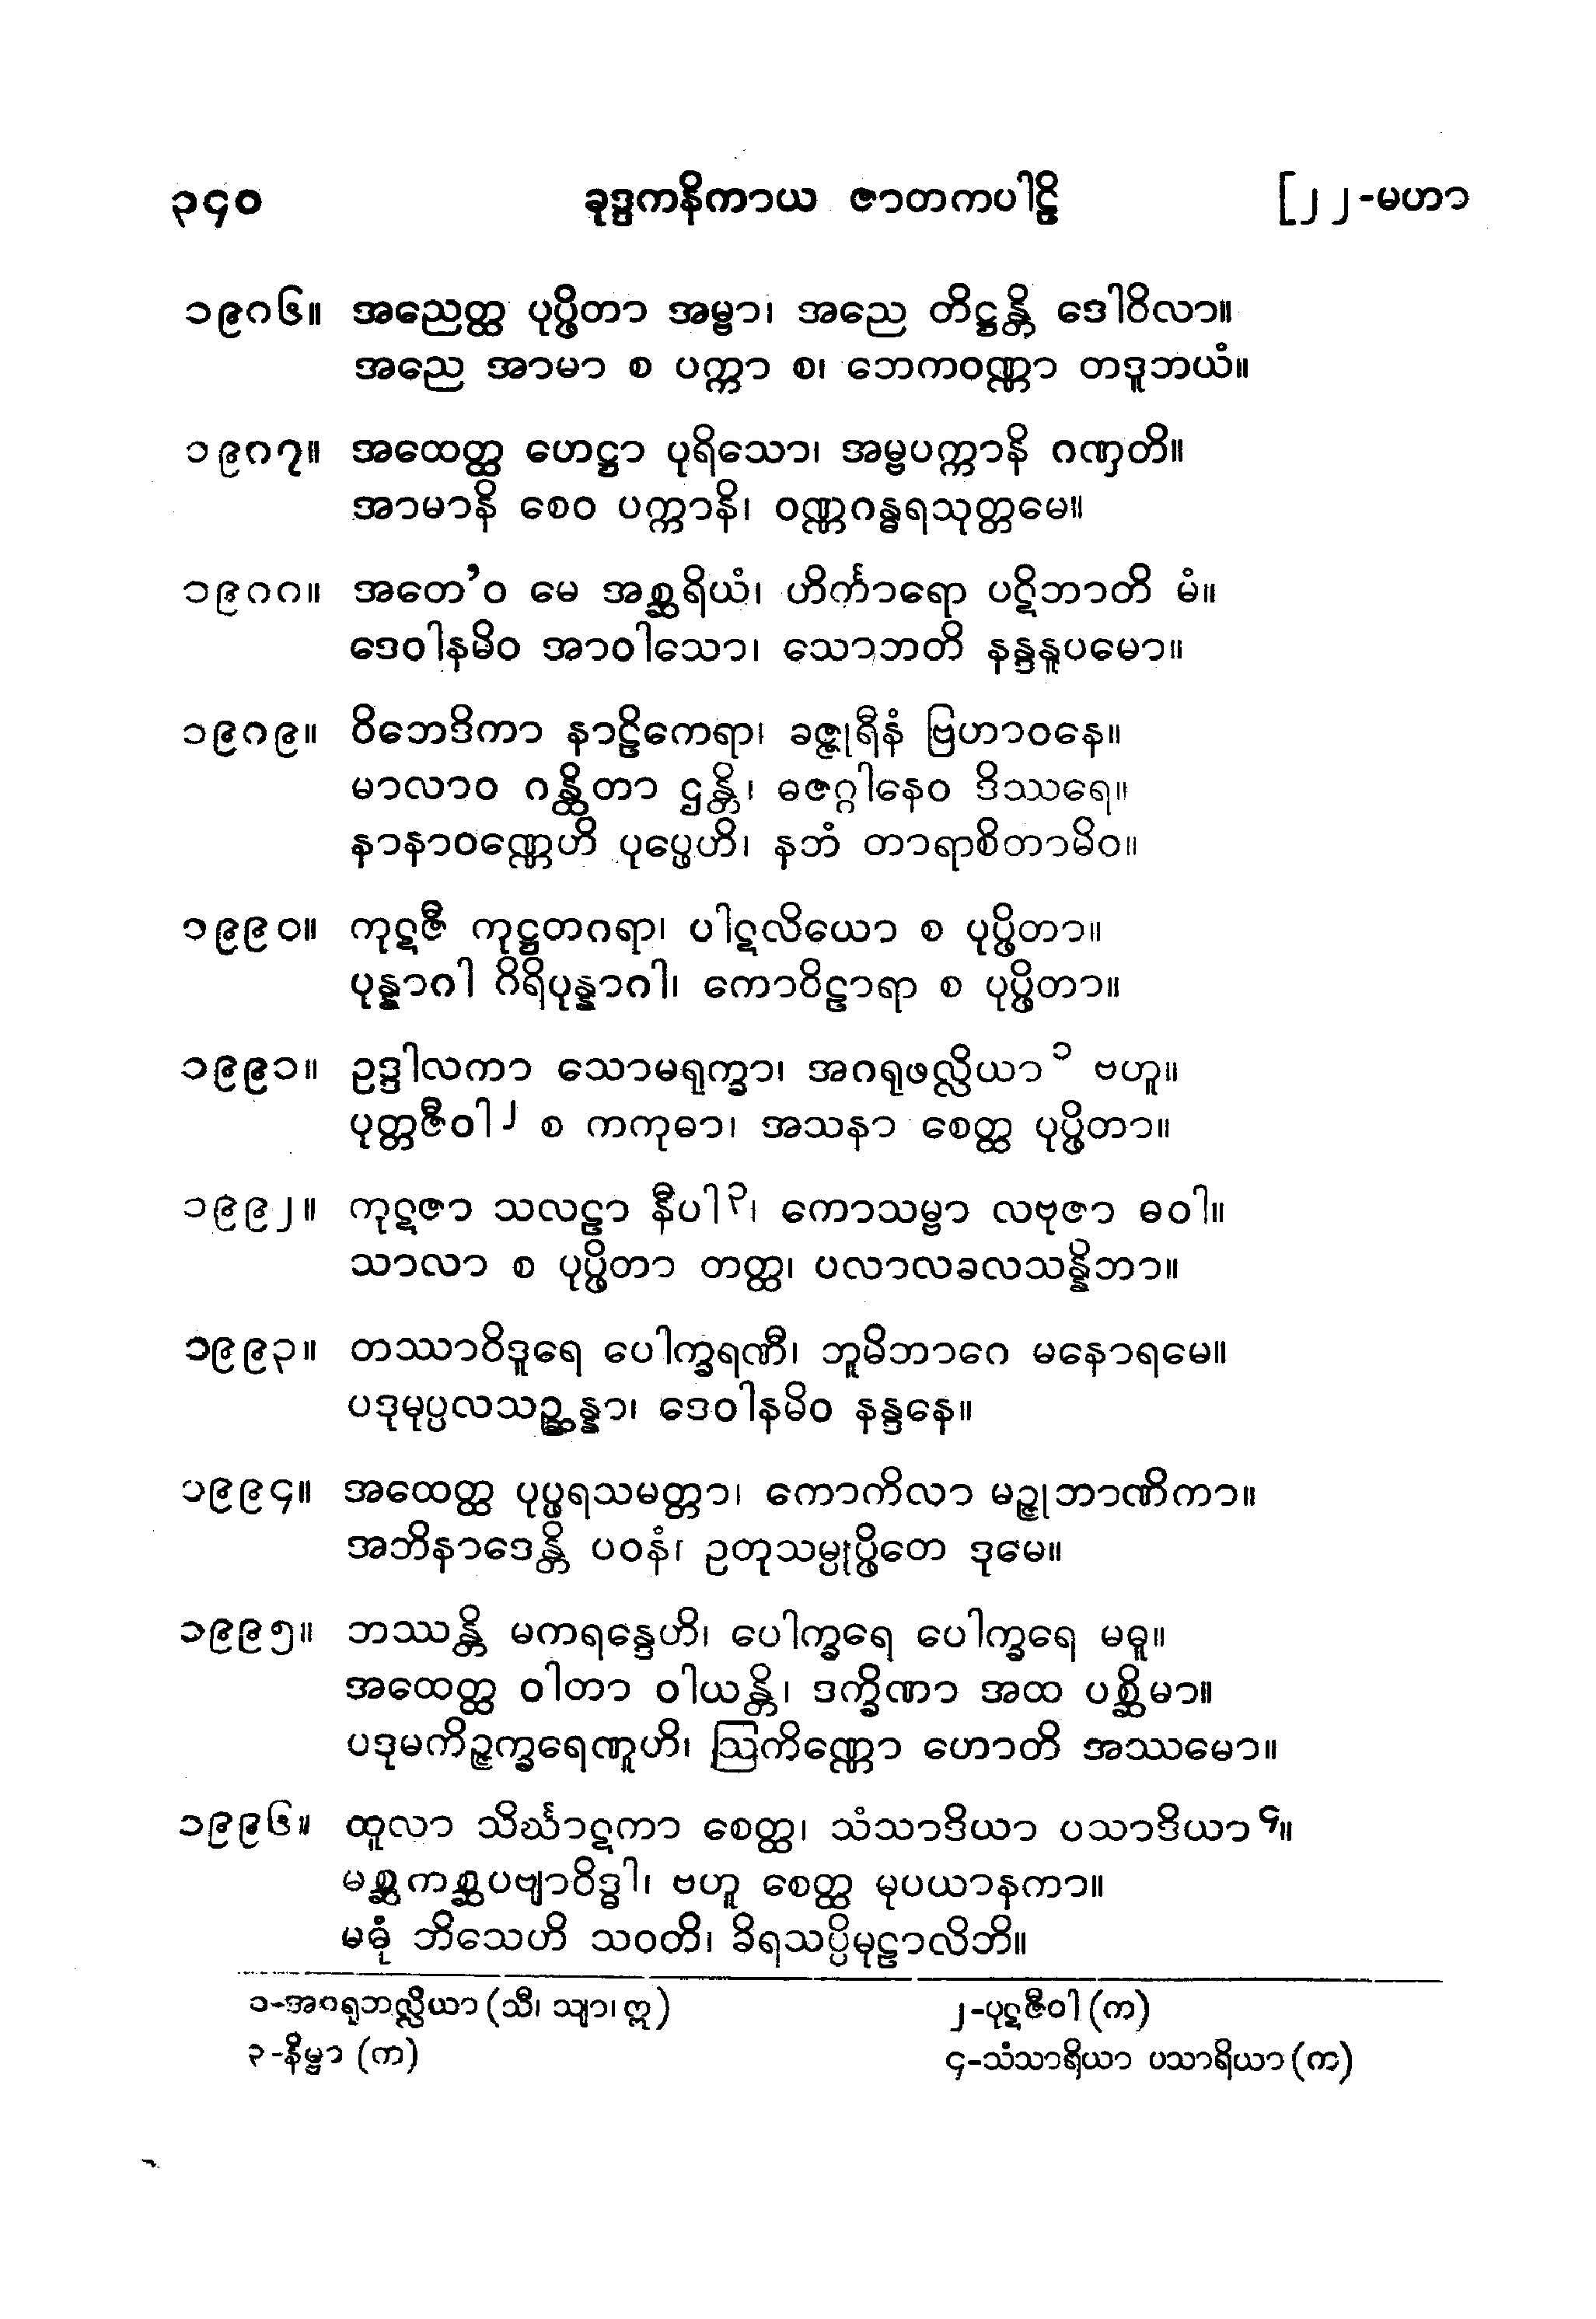 ၃၄၀ ခုဒ္ဒကနိကာယ ဇာတကပါဠိ [၂၂-မဟာ
၁၉၈၆။ အညေတ္ထ ပုပ္ဖိတာ အမ္ဗာ၊ အညေ တိဋ္ဌန္တိ ဒေါဝိလာ။
အညေ အာမာ စ ပက္ကာ စ၊ ဘေကဝဏ္ဏာ တဒူဘယံ။
၁၉၈၇။ အထေတ္ထ ဟေဋ္ဌာ ပုရိသော၊ အမ္ဗပက္ကာနိ ဂဏှတိ။
အာမာနိ စေဝ ပက္ကာနိ၊ ဝဏ္ဏဂန္ဓရသုတ္တမေ။
၁၉၈၈။ အတေ’ဝ မေ အစ္ဆရိယံ၊ ဟိင်္ကာရော ပဋိဘာတိ မံ။
ဒေဝါနမိဝ အာဝါသော၊ သောဘတိ နန္ဒနူပမော။
၁၉၈၉။ ဝိဘေဒိကာ နာဠိကေရာ၊ ခဇ္ဇုရီနံ ဗြဟာဝနေ။
မာလာဝ ဂန္ထိတာ ဌန္တိ၊ ဓဇဂ္ဂါနေဝ ဒိဿရေ။
နာနာဝဏ္ဏေဟိ ပုပ္ဖေဟိ၊ နဘံ တာရာစိတာမိဝ။
၁၉၉၀။ ကုဋဇီ ကုဋ္ဌတဂရာ၊ ပါဋလိယော စ ပုပ္ဖိတာ။
ပုန္နာဂါ ဂိရိပုန္နာဂါ၊ ကောဝိဠာရာ စ ပုပ္ဖိတာ။
၁၉၉၁။ ဥဒ္ဒါလကာ သောမရုက္ခာ၊ အဂရုဖလ္လိယာ ၁ ဗဟူ။
ပုတ္တဇီဝါ ၂ စ ကကုဓာ၊ အသနာ စေတ္ထ ပုပ္ဖိတာ။
၁၉၉၂။ ကုဋဇာ သလဠာ နီပါ ၃၊ ကောသမ္ဗာ လဗုဇာ ဓဝါ။
သာလာ စ ပုပ္ဖိတာ တတ္ထ၊ ပလာလခလသန္နိဘာ။
၁၉၉၃။ တဿာဝိဒူရေ ပေါက္ခရဏီ၊ ဘူမိဘာဂေ မနောရမေ။
ပဒုမုပ္ပလသဉ္ဆန္နာ၊ ဒေဝါနမိဝ နန္ဒနေ။
၁၉၉၄။ အထေတ္ထ ပုပ္ဖရသမတ္တာ၊ ကောကိလာ မဉ္ဇုဘာဏိကာ။
အဘိနာဒေန္တိ ပဝနံ၊ ဥတုသမ္ပုပ္ဖိတေ ဒုမေ။
၁၉၉၅။ ဘဿန္တိ မကရန္ဒေဟိ၊ ပေါက္ခရေ ပေါက္ခရေ မဓူ။
အထေတ္ထ ဝါတာ ဝါယန္တိ၊ ဒက္ခိဏာ အထ ပစ္ဆိမာ။
ပဒုမကိဉ္ဇက္ခရေဏူဟိ၊ ဩကိဏ္ဏော ဟောတိ အဿမော။
၁၉၉၆။ ထူလာ သိင်္ဃာဋကာ စေတ္ထ၊ သံသာဒိယာ ပသာဒိယာ ၄။
မစ္ဆကစ္ဆပဗျာဝိဒ္ဓါ၊ ဗဟူ စေတ္ထ မုပယာနကာ။
မဓုံ ဘိသေဟိ သဝတိ၊ ခိရသပ္ပိမုဠာလိဘိ။
၁-အဂရုဘလ္လိယာ (သီ၊ သျာ၊ ဣ) ၂-ပုဋဇီဝါ (က)
၃-နိမ္ဗာ (က) ၄-သံသာရိယာ ပသာရိယာ (က)